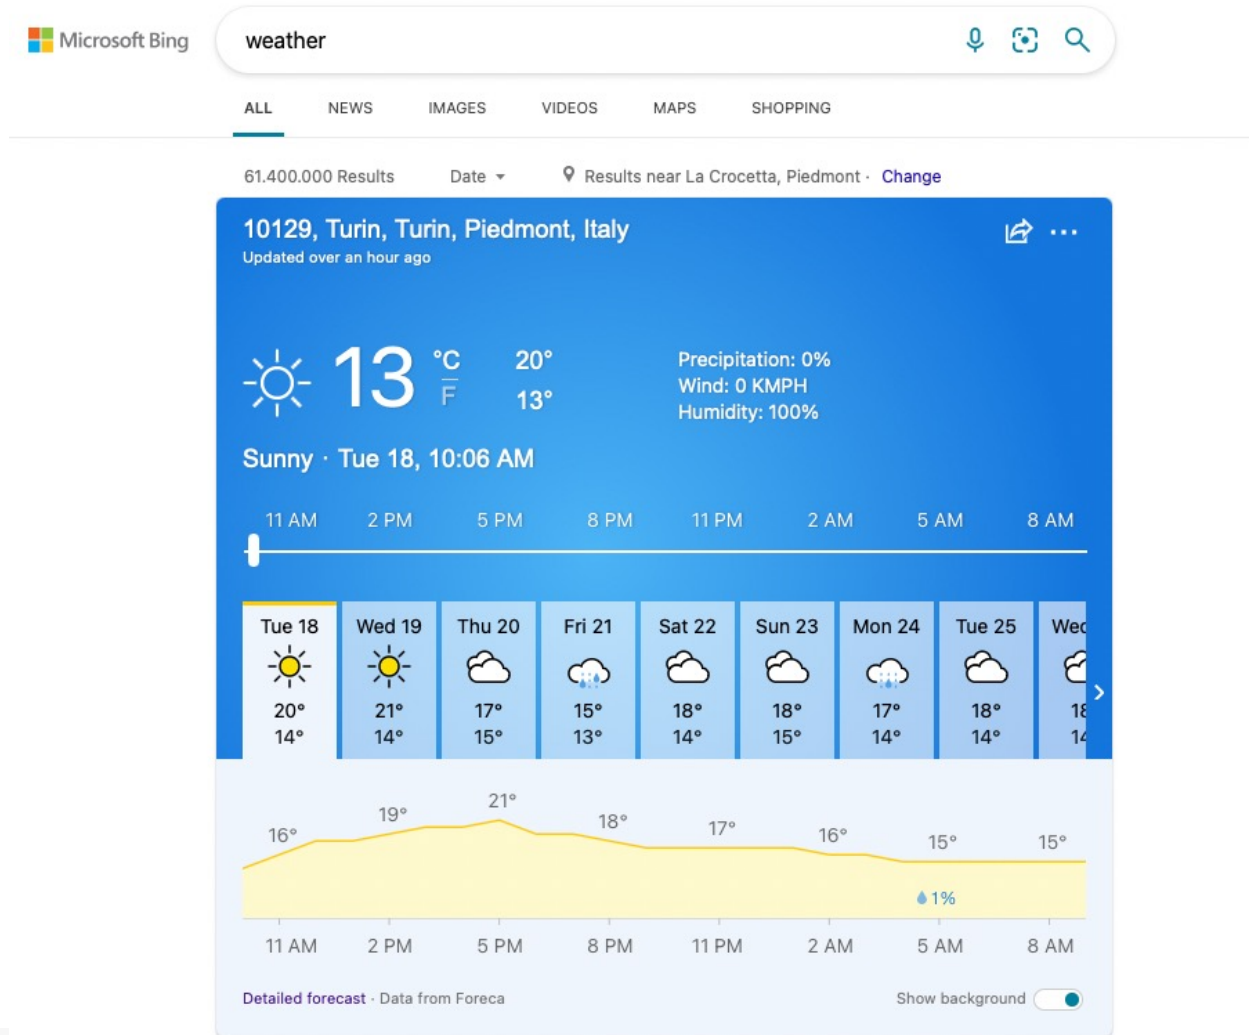 Microsoft Bing
weather
ALL NEWS IMAGES VIDEOS MAPS SHOPPING
61.400.000 Results Date Results near La Crocetta, Piedmont · Change
10129, Turin, Turin, Piedmont, Italy
Updated over an hour ago
13 °C 20°
F 13°
Precipitation: 0%
Wind: 0 KMPH
Humidity: 100%
Sunny · Tue 18, 10:06 AM
11 AM 2 PM 5 PM 8 PM 11 PM 2 AM 5 AM 8 AM
Tue 18 Wed 19 Thu 20 Fri 21 Sat 22 Sun 23 Mon 24 Tue 25 Wed
20° 21° 17° 15° 18° 18° 17° 18° 18
14° 14° 15° 13° 14° 15° 14° 14° 14
16° 19° 21° 18° 17° 16° 15° 15°
1%
11 AM 2 PM 5 PM 8 PM 11 PM 2 AM 5 AM 8 AM
Detailed forecast · Data from Foreca Show background